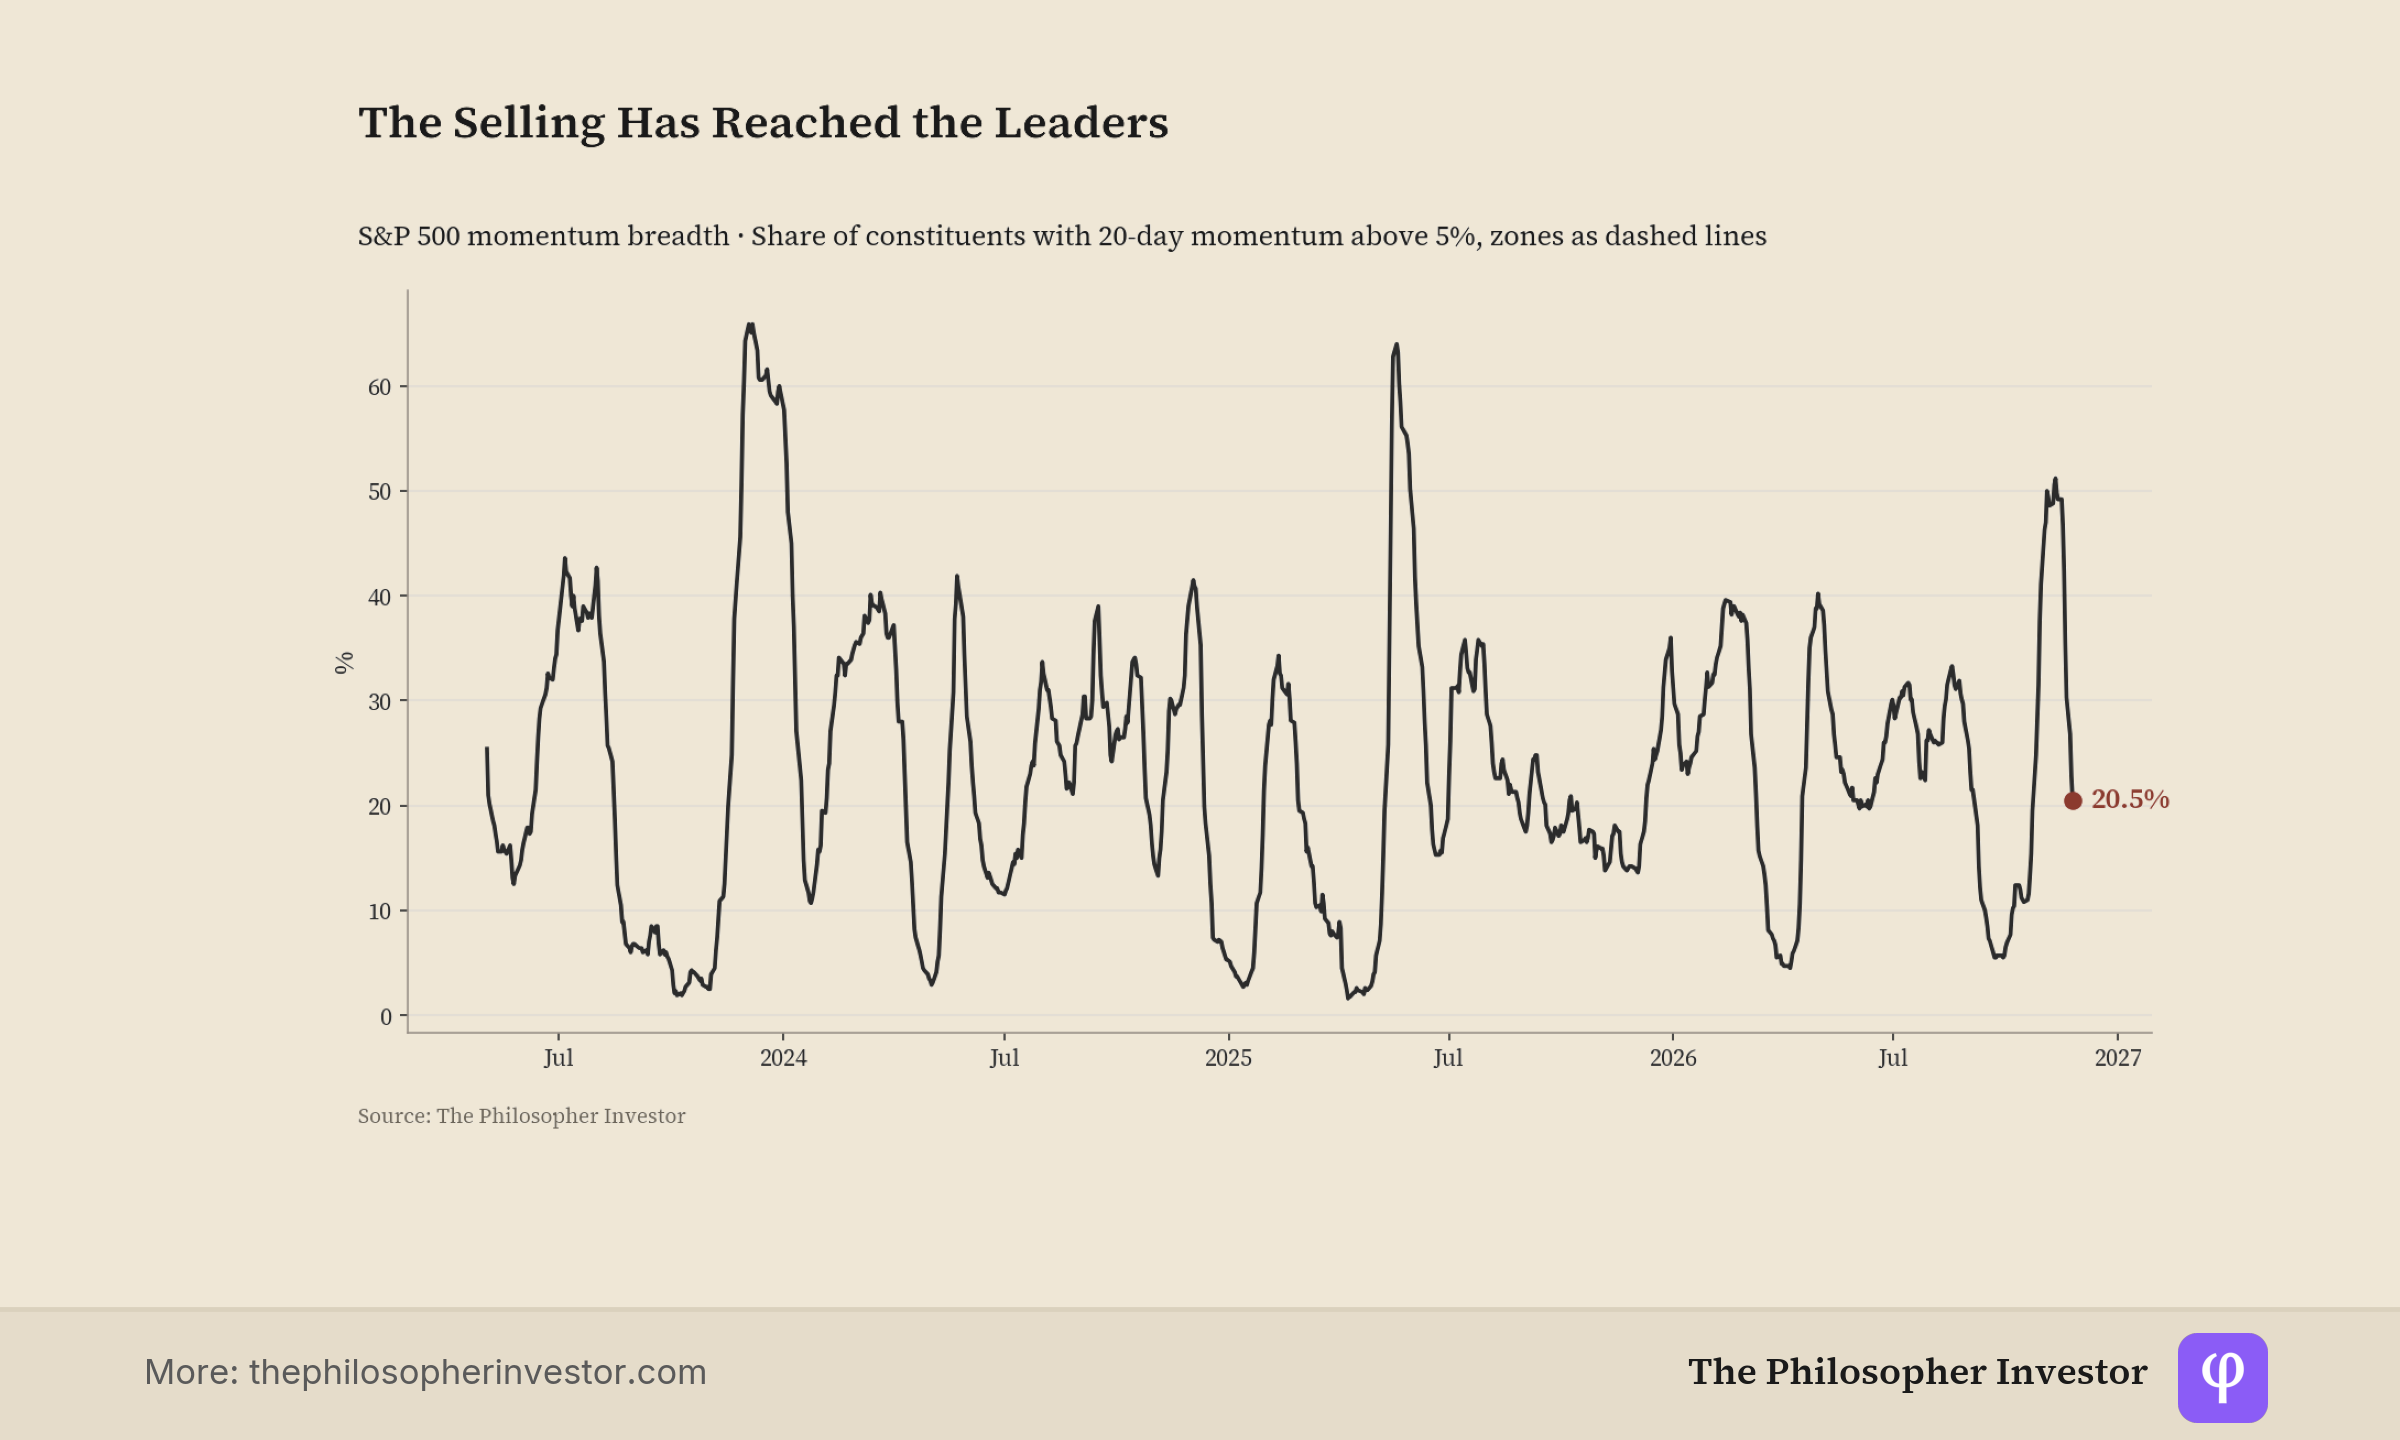 The Selling Has Reached the Leaders
S&P 500 momentum breadth · Share of constituents with 20-day momentum above 5%, zones as dashed lines
60
50
40
30
20
10
0
%
20.5%
Jul
2024
Jul
2025
Jul
2026
Jul
2027
Source: The Philosopher Investor
More: thephilosopherinvestor.com
The Philosopher Investor
φ